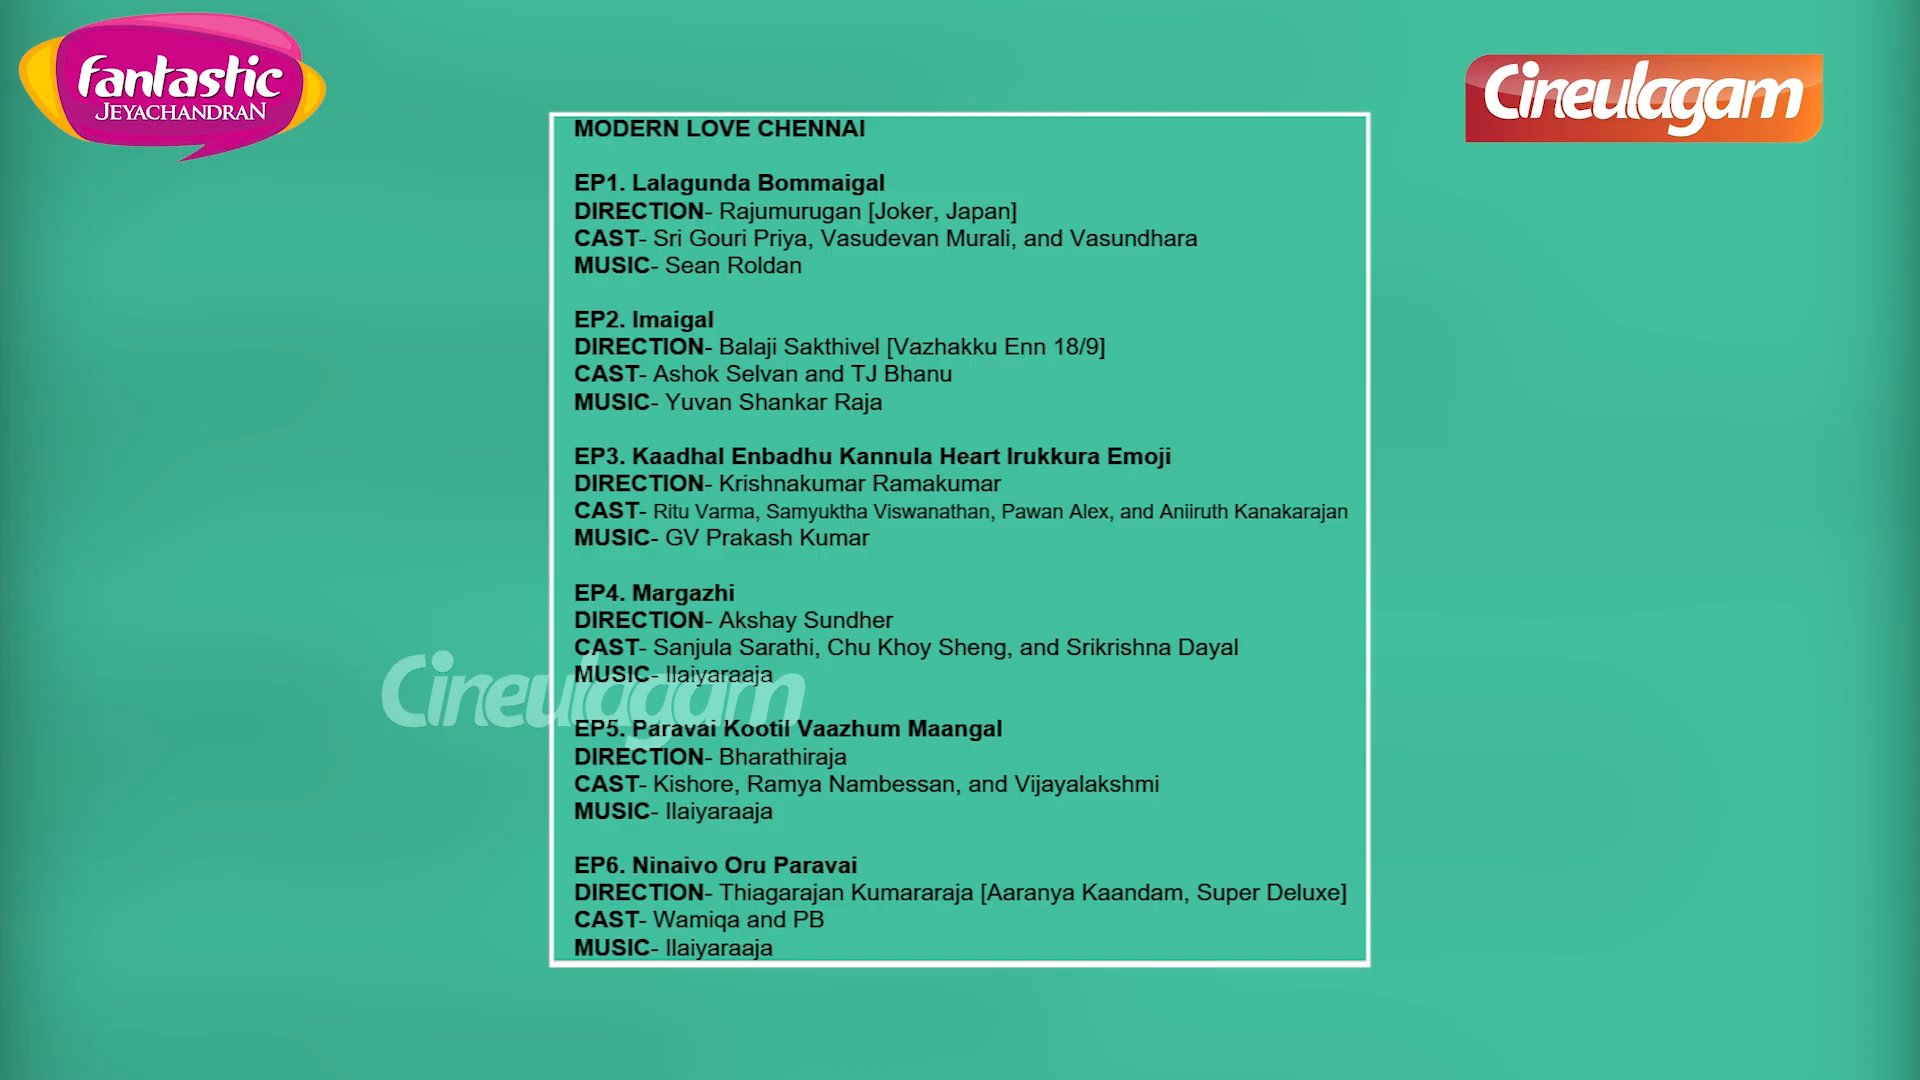 fantastic
JEYACHANDRAN
Cineulagam
MODERN LOVE CHENNAI
EP1. Lalagunda Bommaigal
DIRECTION- Rajumurugan [Joker, Japan]
CAST- Sri Gouri Priya, Vasudevan Murali, and Vasundhara
MUSIC- Sean Roldan
EP2. Imaigal
DIRECTION- Balaji Sakthivel [Vazhakku Enn 18/9]
CAST- Ashok Selvan and TJ Bhanu
MUSIC- Yuvan Shankar Raja
EP3. Kaadhal Enbadhu Kannula Heart Irukkura Emoji
DIRECTION- Krishnakumar Ramakumar
CAST- Ritu Varma, Samyuktha Viswanathan, Pawan Alex, and Aniiruth Kanakarajan
MUSIC- GV Prakash Kumar
EP4. Margazhi
DIRECTION- Akshay Sundher
CAST- Sanjula Sarathi, Chu Khoy Sheng, and Srikrishna Dayal
MUSIC- Ilaiyaraaja
Cineulagam
EP5. Paravai Kootil Vaazhum Maangal
DIRECTION- Bharathiraja
CAST- Kishore, Ramya Nambessan, and Vijayalakshmi
MUSIC- Ilaiyaraaja
EP6. Ninaivo Oru Paravai
DIRECTION- Thiagarajan Kumararaja [Aaranya Kaandam, Super Deluxe]
CAST- Wamiqa and PB
MUSIC- Ilaiyaraaja